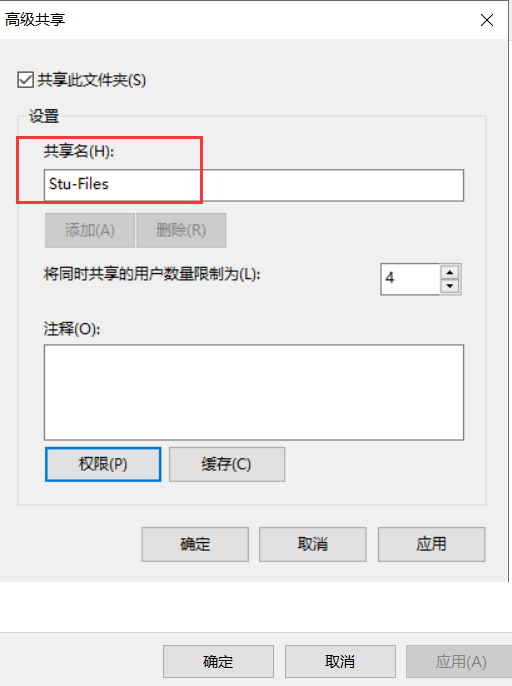 高级共享
共享此文件夹(S)
设置
共享名(H):
Stu-Files
添加(A) 删除(R)
将同时共享的用户数量限制为(L): 4
注释(O):
权限(P) 缓存(C)
确定 取消 应用
确定 取消 应用(A)